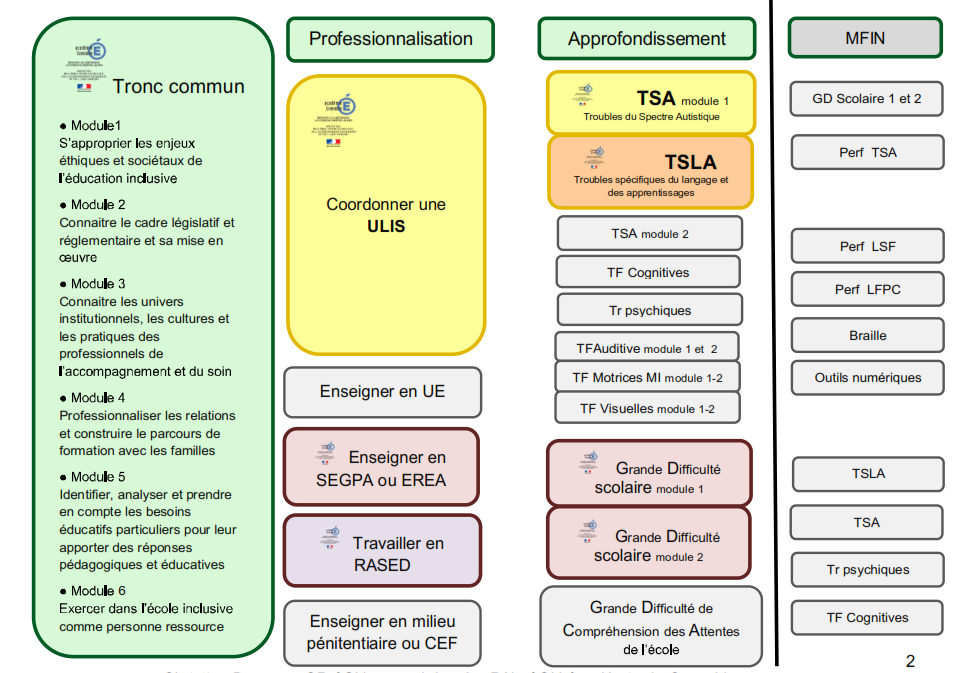 Tronc commun
● Module1
S'approprier les enjeux
éthiques et sociétaux de
l'éducation inclusive
● Module 2
Connaitre le cadre législatif et
réglementaire et sa mise en
œuvre
● Module 3
Connaitre les univers
institutionnels, les cultures et
les pratiques des
professionnels de
l'accompagnement et du soin
● Module 4
Professionnaliser les relations
et construire le parcours de
formation avec les familles
● Module 5
Identifier, analyser et prendre
en compte les besoins
éducatifs particuliers pour leur
apporter des réponses
pédagogiques et éducatives
● Module 6
Exercer dans l'école inclusive
comme personne ressource
Professionnalisation
académie
Grenoble
Coordonner une
ULIS
Enseigner en UE
Enseigner en
SEGPA ou EREA
Travailler en
RASED
Enseigner en milieu
pénitentiaire ou CEF
Approfondissement
TSA module 1
Troubles du Spectre Autistique
TSLA
Troubles spécifiques du langage et
des apprentissages
TSA module 2
TF Cognitives
Tr psychiques
TFAuditive module 1 et 2
TF Motrices MI module 1-2
TF Visuelles module 1-2
Grande Difficulté
scolaire module 1
Grande Difficulté
scolaire module 2
Grande Difficulté de
Compréhension des Attentes
de l'école
MFIN
GD Scolaire 1 et 2
Perf TSA
Perf LSF
Perf LFPC
Braille
Outils numériques
TSLA
TSA
Tr psychiques
TF Cognitives
2